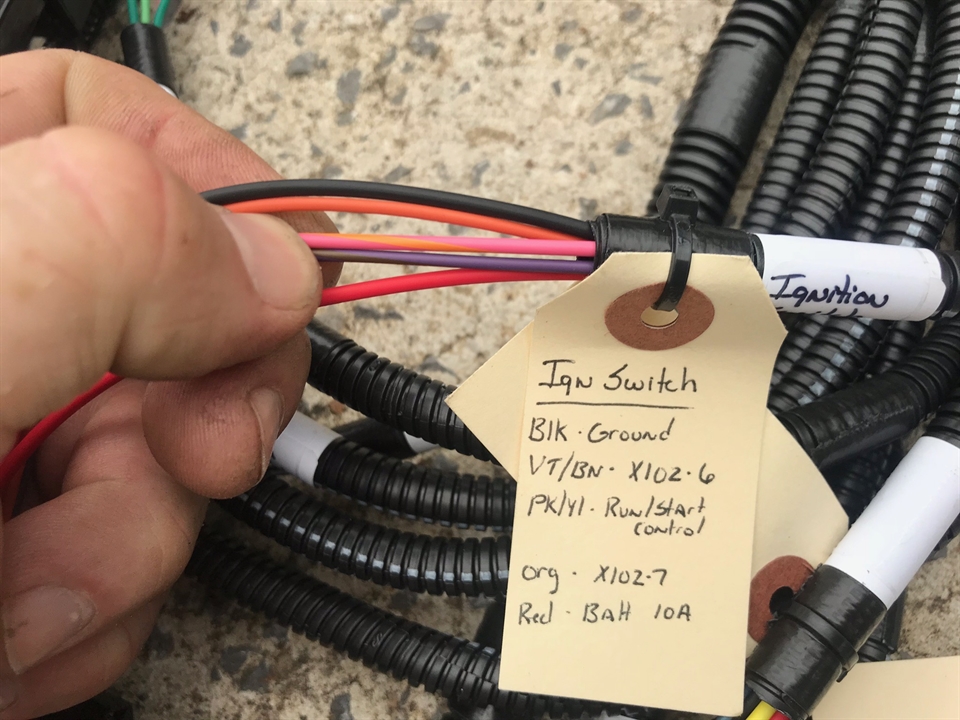 Ignition
Ign Switch
Blk - Ground
VT/BN - X102-6
PK/Yl - Run/Start
control
org - X102-7
Red - Batt 10A